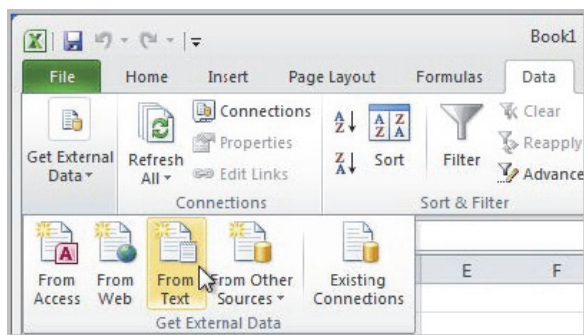 Book1
File Home Insert Page Layout Formulas Data
Connections Clear
Properties Reapply
Get External Data Refresh All Edit Links Sort Filter Advance
Connections Sort & Filter
From Access From Web From Text From Other Sources Existing Connections
E F
Get External Data